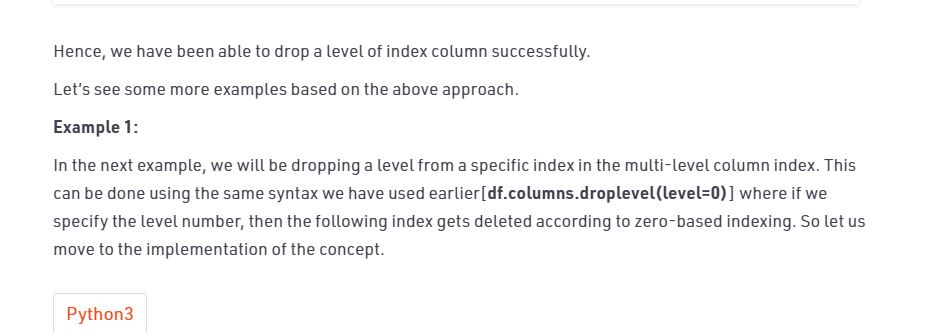 Hence, we have been able to drop a level of index column successfully.
Let's see some more examples based on the above approach.
Example 1:
In the next example, we will be dropping a level from a specific index in the multi-level column index. This
can be done using the same syntax we have used earlier[df.columns.droplevel(level=0)] where if we
specify the level number, then the following index gets deleted according to zero-based indexing. So let us
move to the implementation of the concept.
Python3